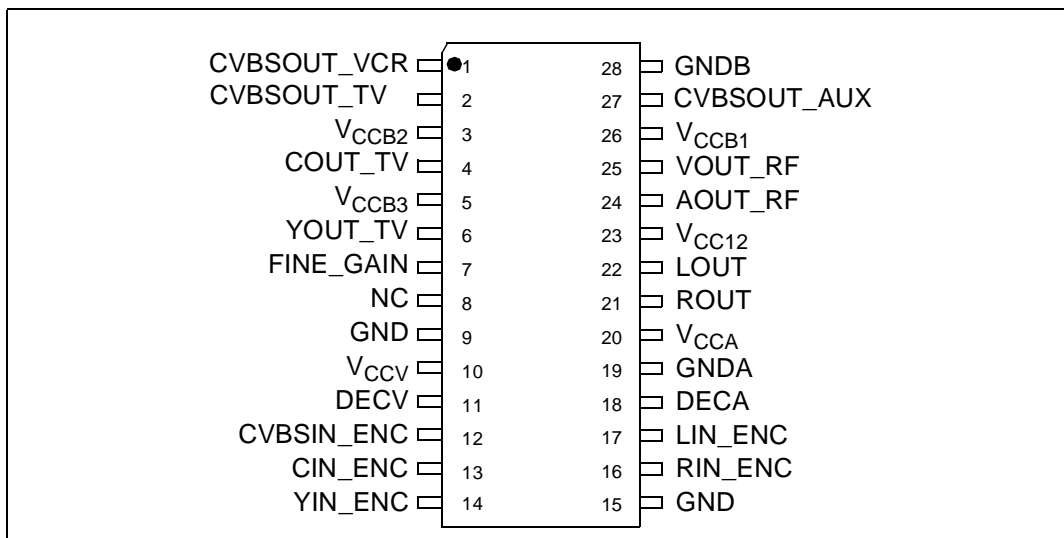 CVBSOUT_VCR 1 28 GNDB
CVBSOUT_TV 2 27 CVBSOUT_AUX
VCCB2 3 26 VCCB1
COUT_TV 4 25 VOUT_RF
VCCB3 5 24 AOUT_RF
YOUT_TV 6 23 VCC12
FINE_GAIN 7 22 LOUT
NC 8 21 ROUT
GND 9 20 VCCA
VCCV 10 19 GNDA
DECV 11 18 DECA
CVBSIN_ENC 12 17 LIN_ENC
CIN_ENC 13 16 RIN_ENC
YIN_ENC 14 15 GND